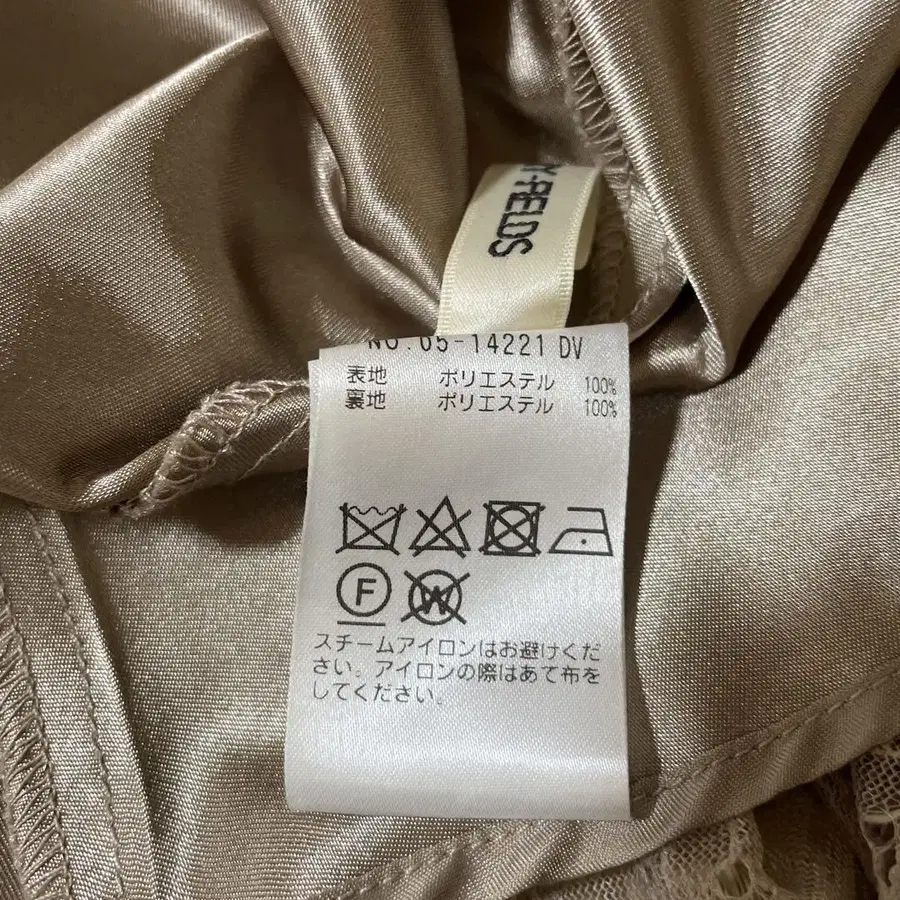 -FIELDS
NO.05-14221 DV
表地 ポリエステル 100%
裏地 ポリエステル 100%
F
W
スチームアイロンはお避けくだ
さい。アイロンの際はあて布を
してください。